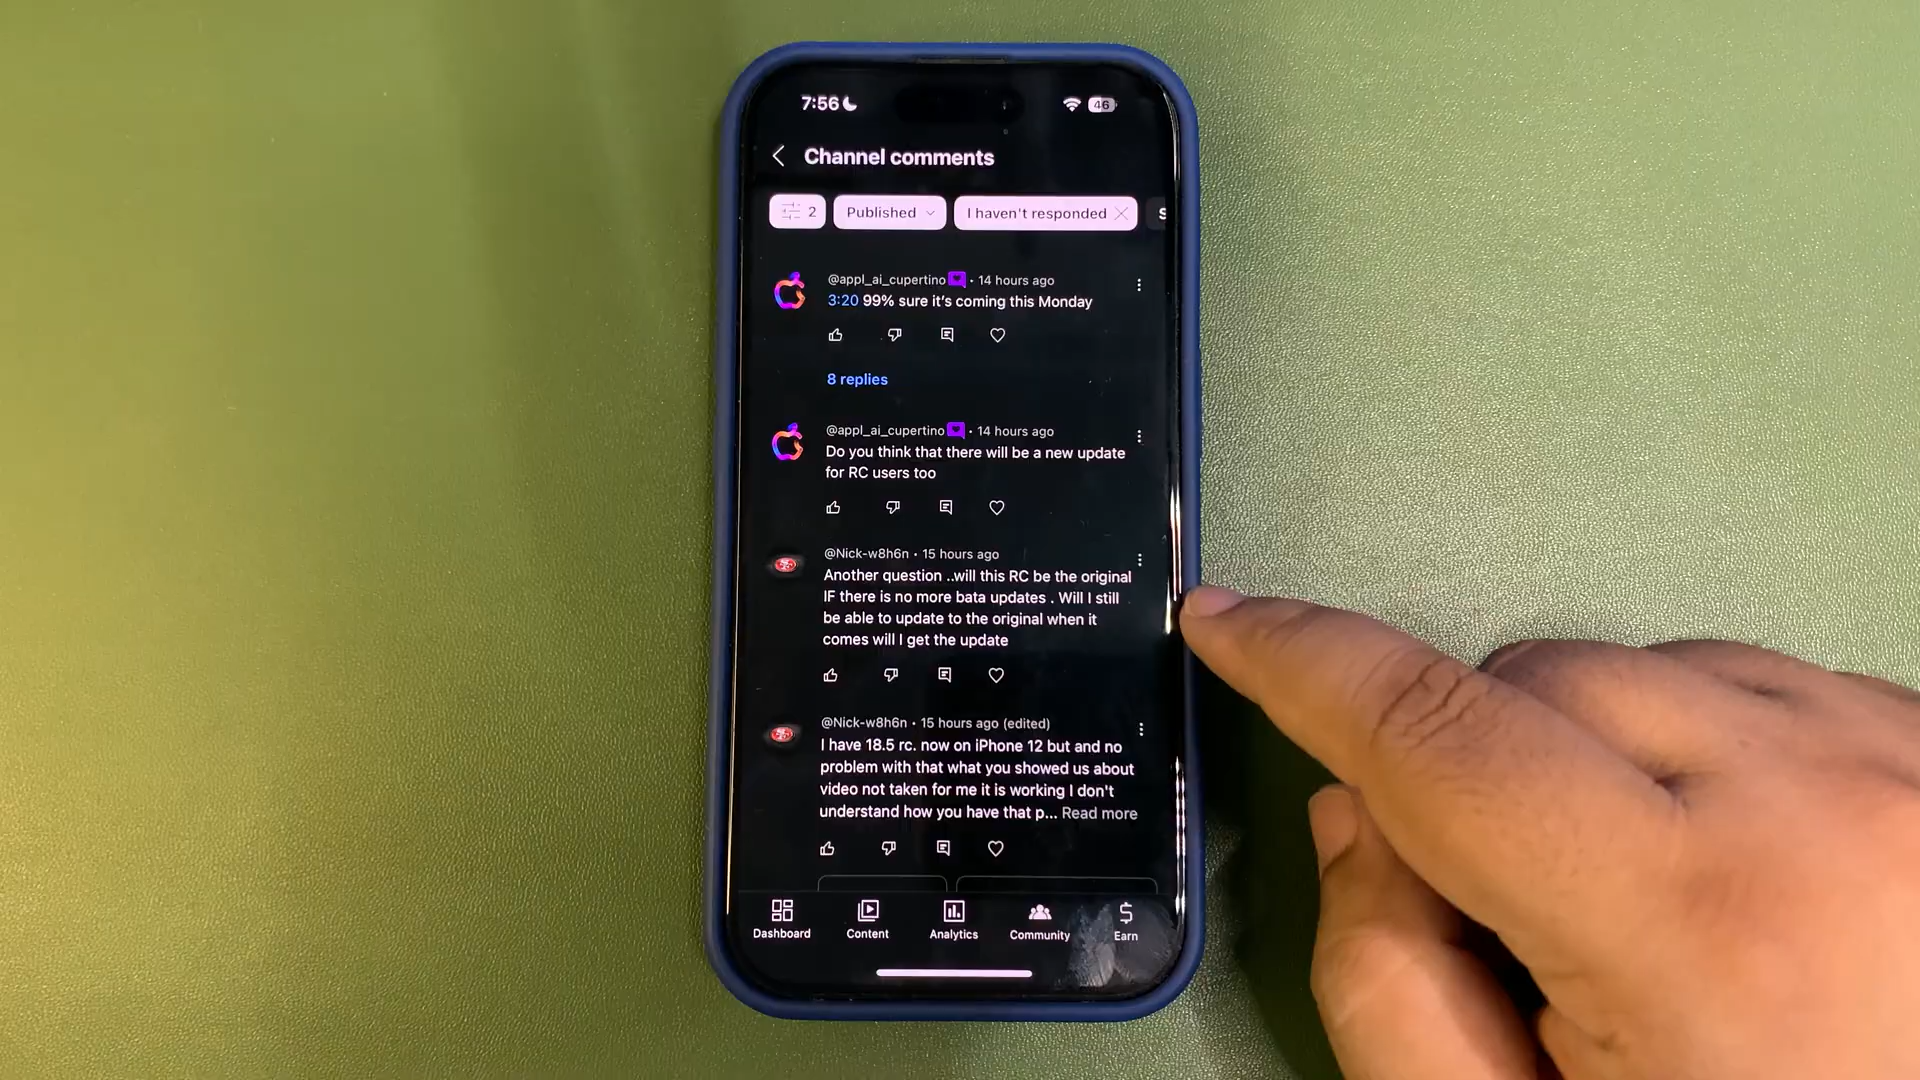 7:56
46
Channel comments
2
Published
I haven't responded
S
@appl_ai_cupertino · 14 hours ago
3:20 99% sure it's coming this Monday
8 replies
@appl_ai_cupertino · 14 hours ago
Do you think that there will be a new update
for RC users too
@Nick-w8h6n · 15 hours ago
Another question ..will this RC be the original
IF there is no more bata updates . Will I still
be able to update to the original when it
comes will I get the update
@Nick-w8h6n · 15 hours ago (edited)
I have 18.5 rc. now on iPhone 12 but and no
problem with that what you showed us about
video not taken for me it is working I don't
understand how you have that p... Read more
Dashboard
Content
Analytics
Community
Earn